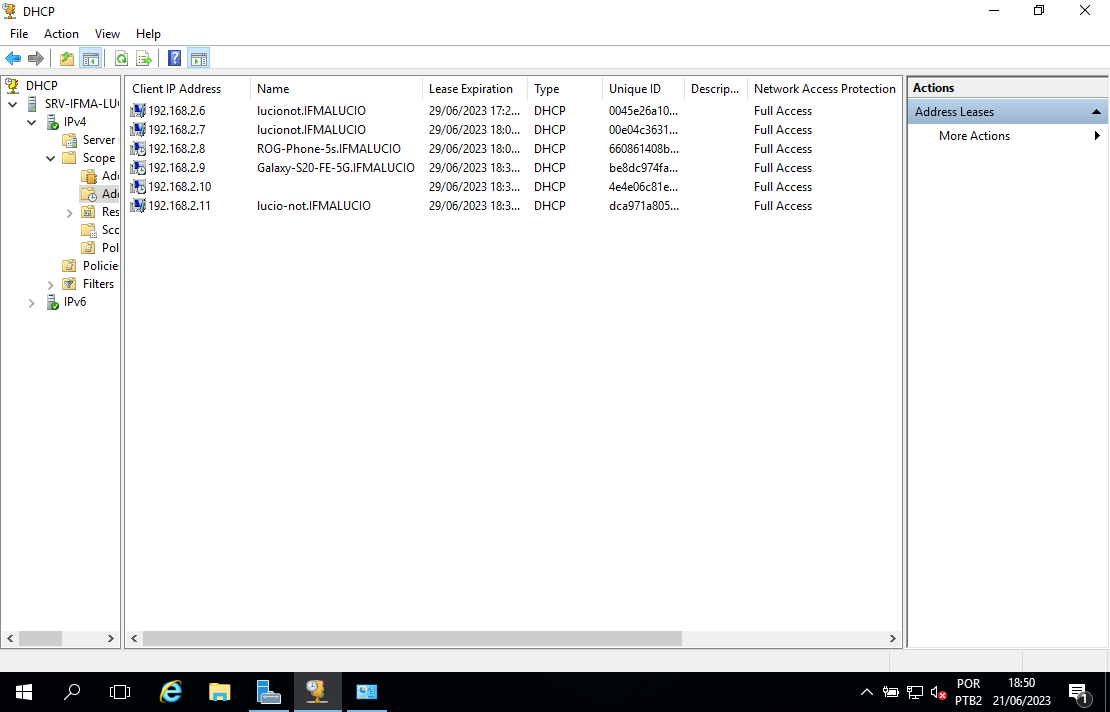 DHCP
File Action View Help
DHCP
SRV-IFMA-LU
IPv4
Server
Scope
Ad
Ad
Res
Sco
Pol
Policie
Filters
IPv6
Client IP Address Name Lease Expiration Type Unique ID Descrip... Network Access Protection
192.168.2.6 lucionot.IFMALUCIO 29/06/2023 17:2... DHCP 0045e26a10... Full Access
192.168.2.7 lucionot.IFMALUCIO 29/06/2023 18:0... DHCP 00e04c3631... Full Access
192.168.2.8 ROG-Phone-5s.IFMALUCIO 29/06/2023 18:0... DHCP 660861408b... Full Access
192.168.2.9 Galaxy-S20-FE-5G.IFMALUCIO 29/06/2023 18:3... DHCP be8dc974fa... Full Access
192.168.2.10 29/06/2023 18:3... DHCP 4e4e06c81e... Full Access
192.168.2.11 lucio-not.IFMALUCIO 29/06/2023 18:3... DHCP dca971a805... Full Access
Actions
Address Leases
More Actions
POR
PTB2
18:50
21/06/2023
1